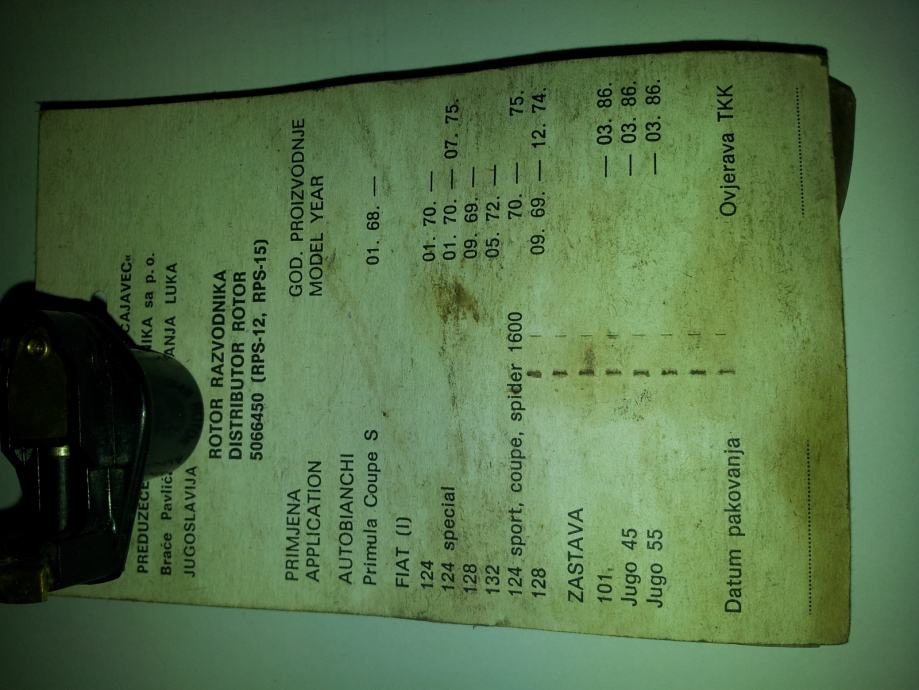 ČAJAVEC«
PREDUZEĆE NIKA sa p. o.
Braće ANJA LUKA
JUGOSLAVIJA
ROTOR RAZVODNIKA
DISTRIBUTOR ROTOR
5066450 (RPS-12, RPS-15)
PRIMJENA GOD. PROIZVODNJE
APPLICATION MODEL YEAR
AUTOBIANCHI
Primula Coupe S 01. 68. —
FIAT (I)
124 01. 70. —
124 special 01. 70. — 07. 75.
128 09. 69. —
132 05. 72. —
124 sport, coupe, spider 1600 70. — 75.
128 09. 69. — 12. 74.
ZASTAVA
101. — 03. 86.
Jugo 45 — 03. 86.
Jugo 55 — 03. 86.
Datum pakovanja Ovjerava TKK